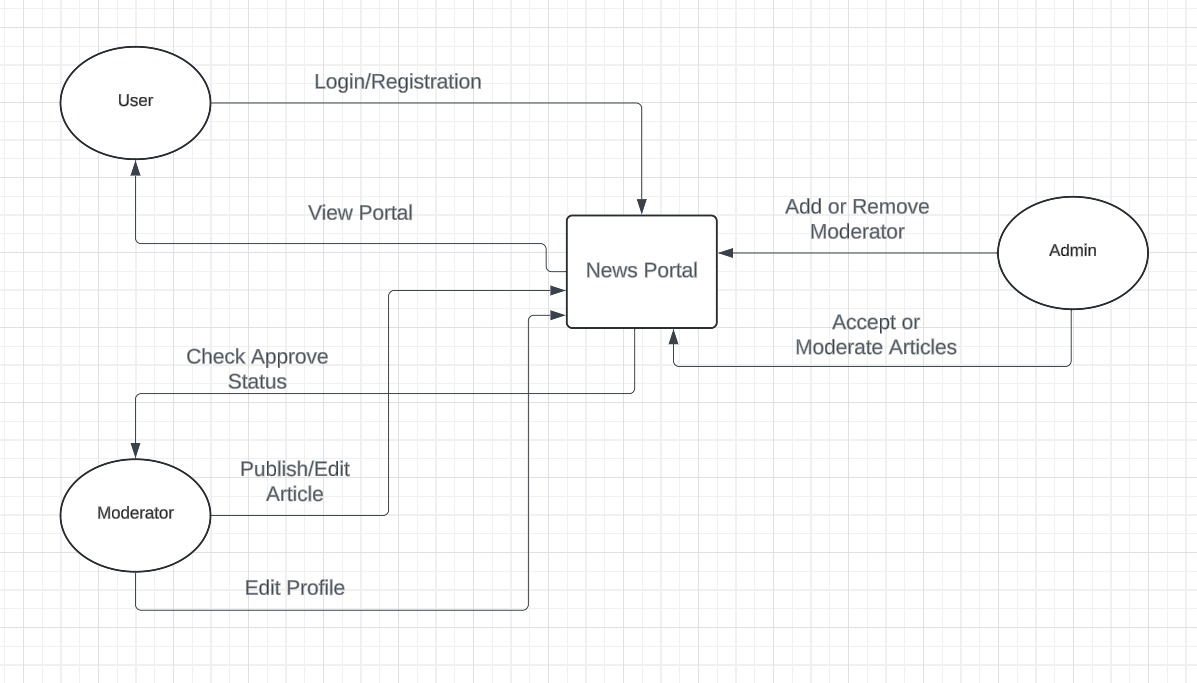 User
Login/Registration
View Portal
News Portal
Add or Remove
Moderator
Admin
Accept or
Moderate Articles
Check Approve
Status
Publish/Edit
Article
Moderator
Edit Profile